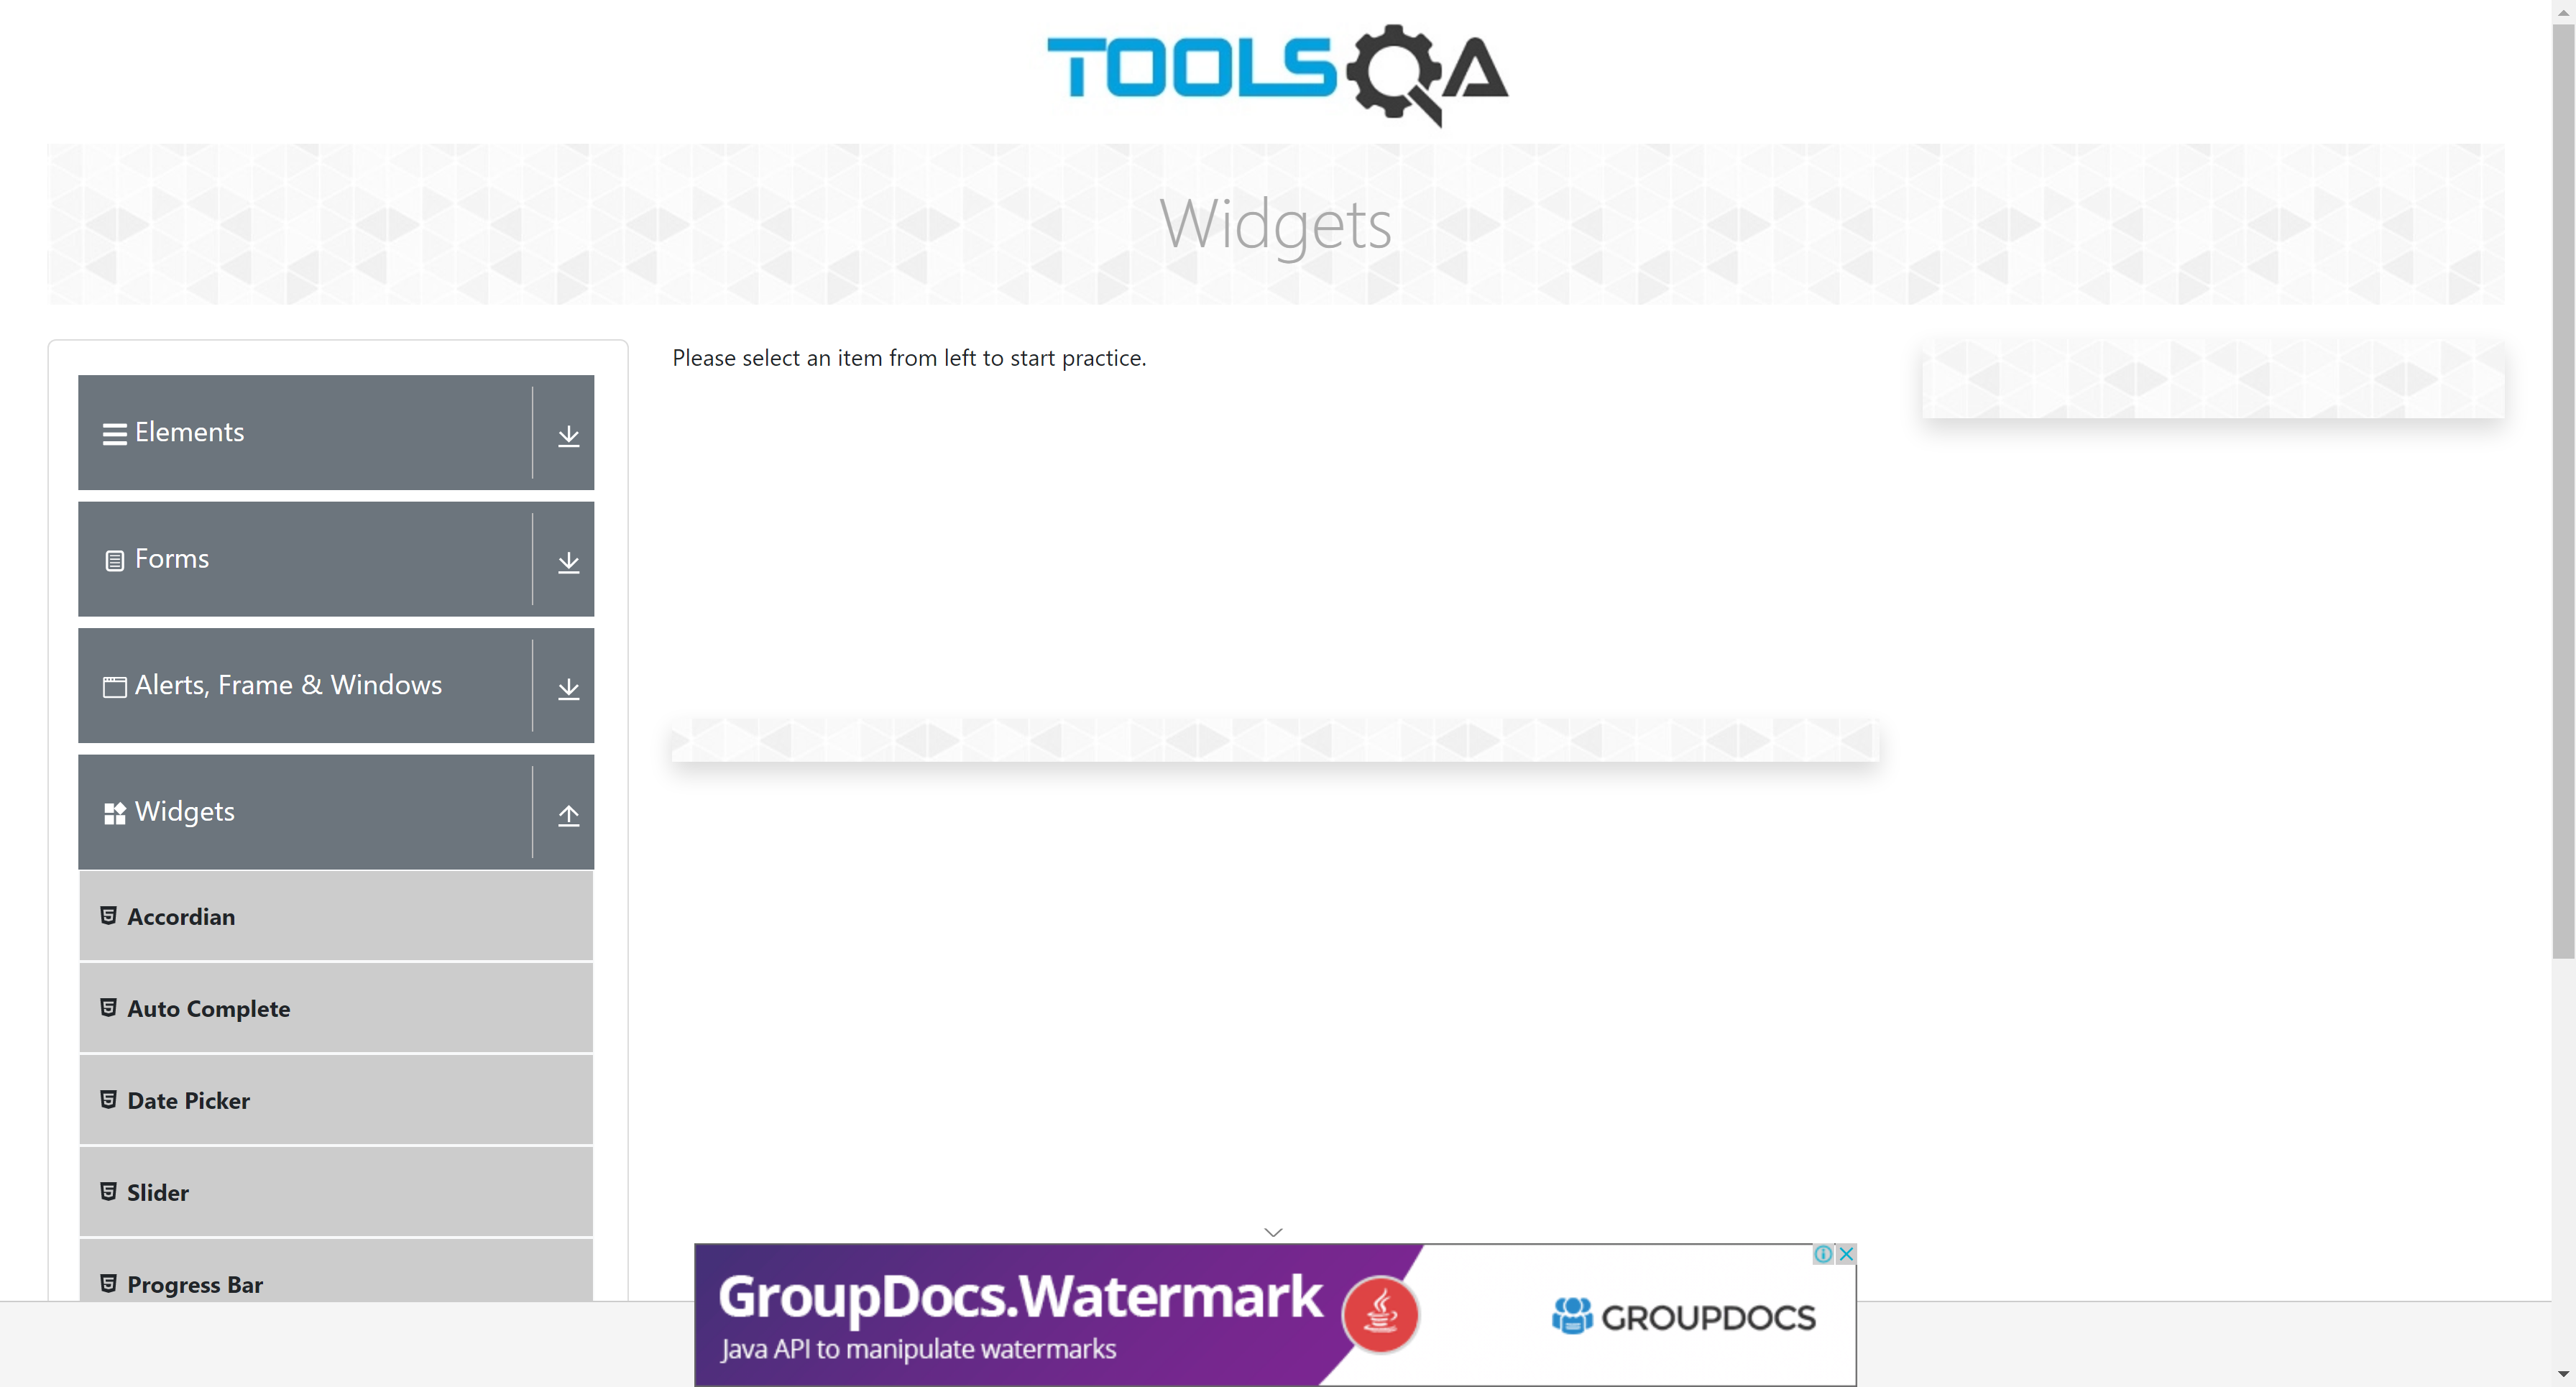 TOOLSQA
Widgets
Please select an item from left to start practice.
Elements
Forms
Alerts, Frame & Windows
Widgets
Accordian
Auto Complete
Date Picker
Slider
Progress Bar
GroupDocs.Watermark
Java API to manipulate watermarks
GROUPDOCS